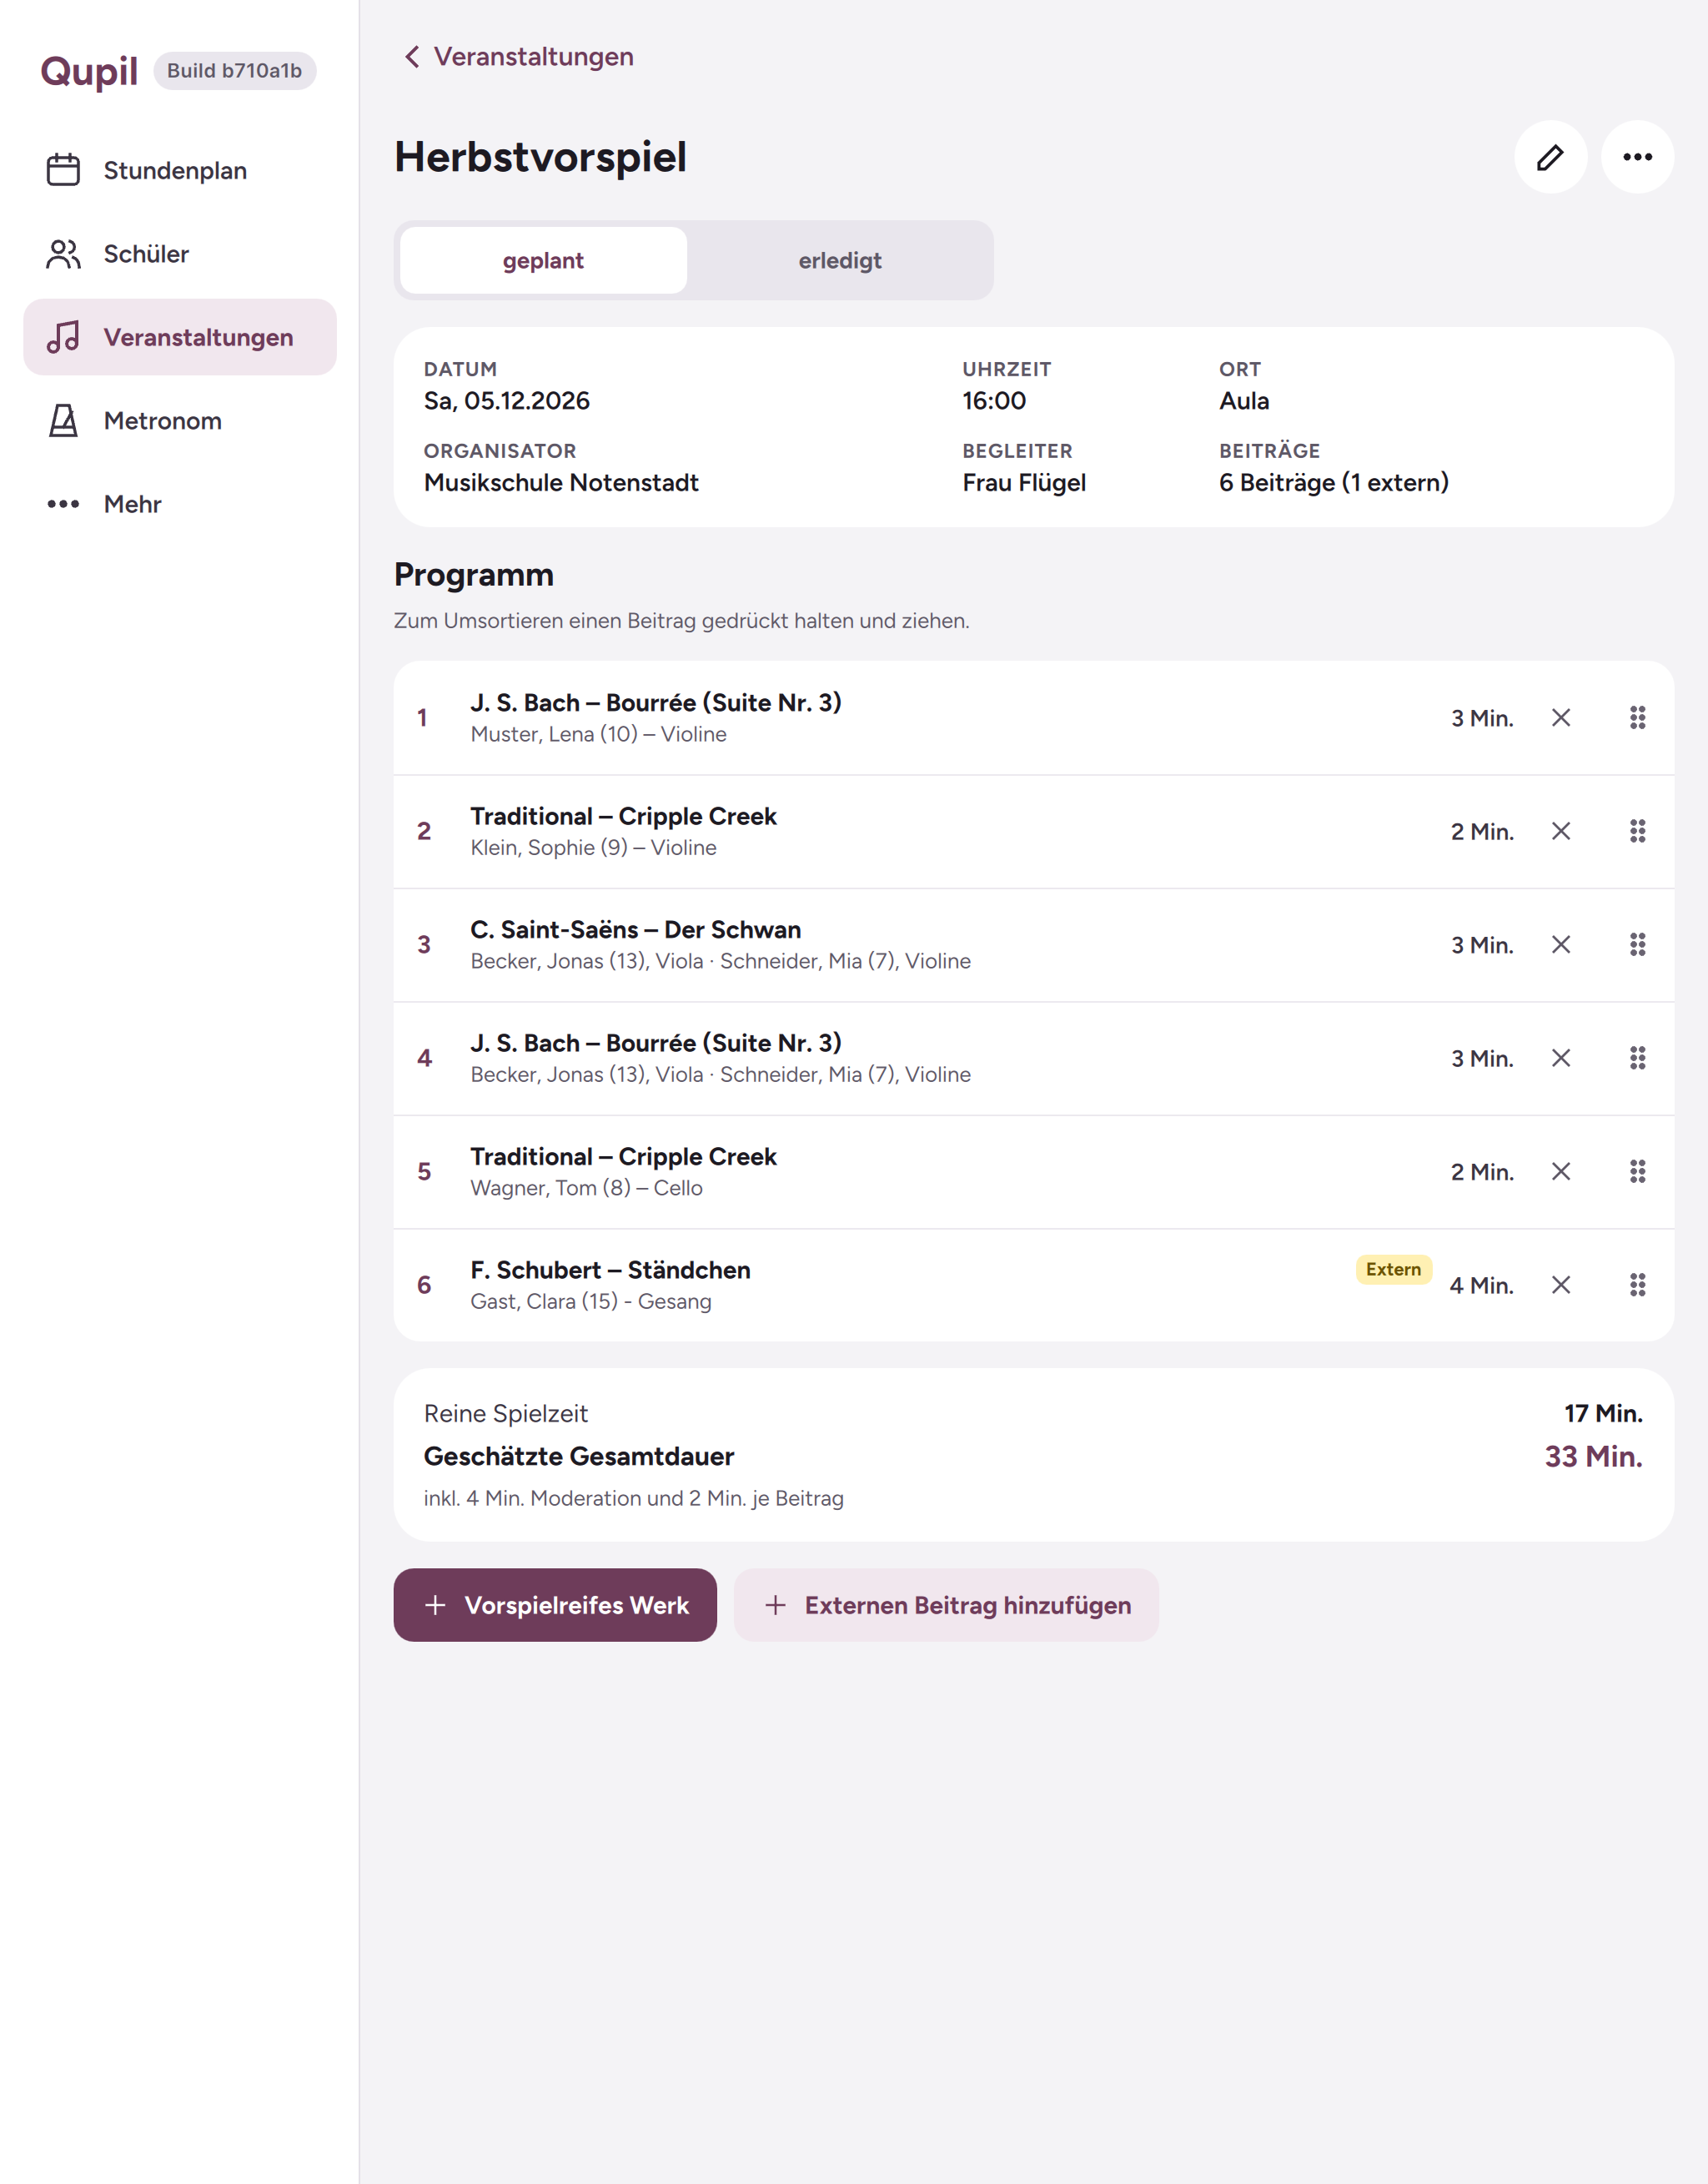 Qupil
Build b710a1b
Stundenplan
Schüler
Veranstaltungen
Metronom
Mehr
Veranstaltungen
Herbstvorspiel
geplant
erledigt
DATUM
Sa, 05.12.2026
UHRZEIT
16:00
ORT
Aula
ORGANISATOR
Musikschule Notenstadt
BEGLEITER
Frau Flügel
BEITRÄGE
6 Beiträge (1 extern)
Programm
Zum Umsortieren einen Beitrag gedrückt halten und ziehen.
1
J. S. Bach – Bourrée (Suite Nr. 3)
Muster, Lena (10) – Violine
3 Min.
2
Traditional – Cripple Creek
Klein, Sophie (9) – Violine
2 Min.
3
C. Saint-Saëns – Der Schwan
Becker, Jonas (13), Viola · Schneider, Mia (7), Violine
3 Min.
4
J. S. Bach – Bourrée (Suite Nr. 3)
Becker, Jonas (13), Viola · Schneider, Mia (7), Violine
3 Min.
5
Traditional – Cripple Creek
Wagner, Tom (8) – Cello
2 Min.
6
F. Schubert – Ständchen
Gast, Clara (15) - Gesang
Extern
4 Min.
Reine Spielzeit
17 Min.
Geschätzte Gesamtdauer
33 Min.
inkl. 4 Min. Moderation und 2 Min. je Beitrag
Vorspielreifes Werk
Externen Beitrag hinzufügen